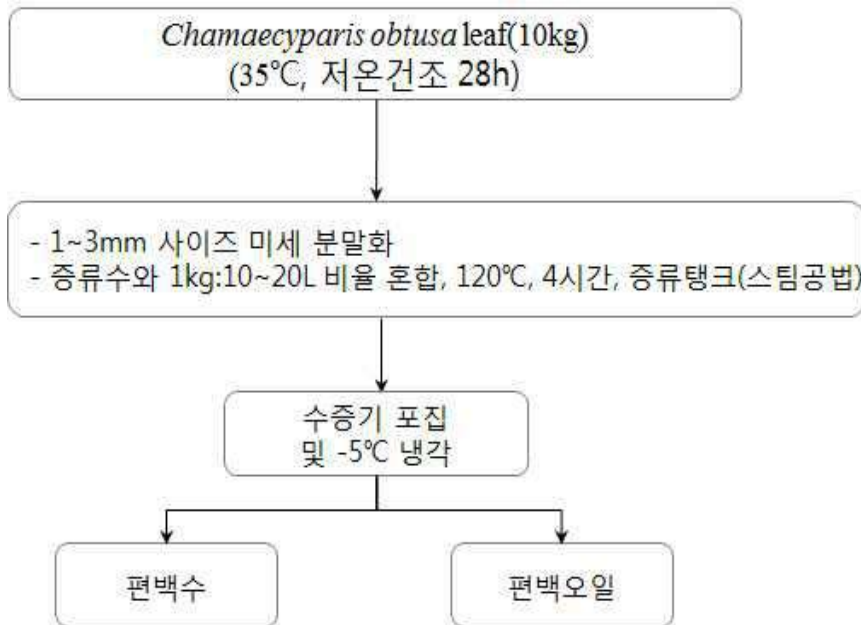 Chamaecyparis obtusa leaf(10kg)
(35℃, 저온건조 28h)
- 1~3mm 사이즈 미세 분말화
- 증류수와 1kg:10~20L 비율 혼합, 120℃, 4시간, 증류탱크(스팀공법)
수증기 포집
및 -5℃ 냉각
편백수
편백오일